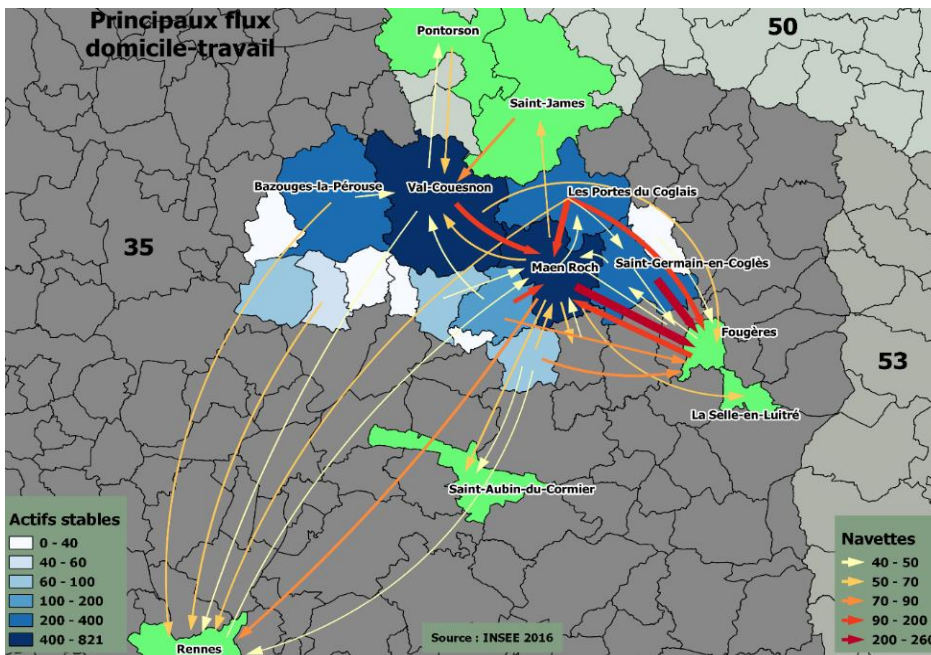 Principaux flux
domicile-travail
50
Pontorson
Saint-James
Bazouges-la-Pérouse
Val-Couesnon
Les Portes du Coglais
35
Maen Roch
Saint-Germain-en-Coglès
Fougères
53
La Selle-en-Luitré
Saint-Aubin-du-Cormier
Actifs stables
0 - 40
40 - 60
60 - 100
100 - 200
200 - 400
400 - 821
Navettes
40 - 50
50 - 70
70 - 90
90 - 200
200 - 260
Source : INSEE 2016
Rennes